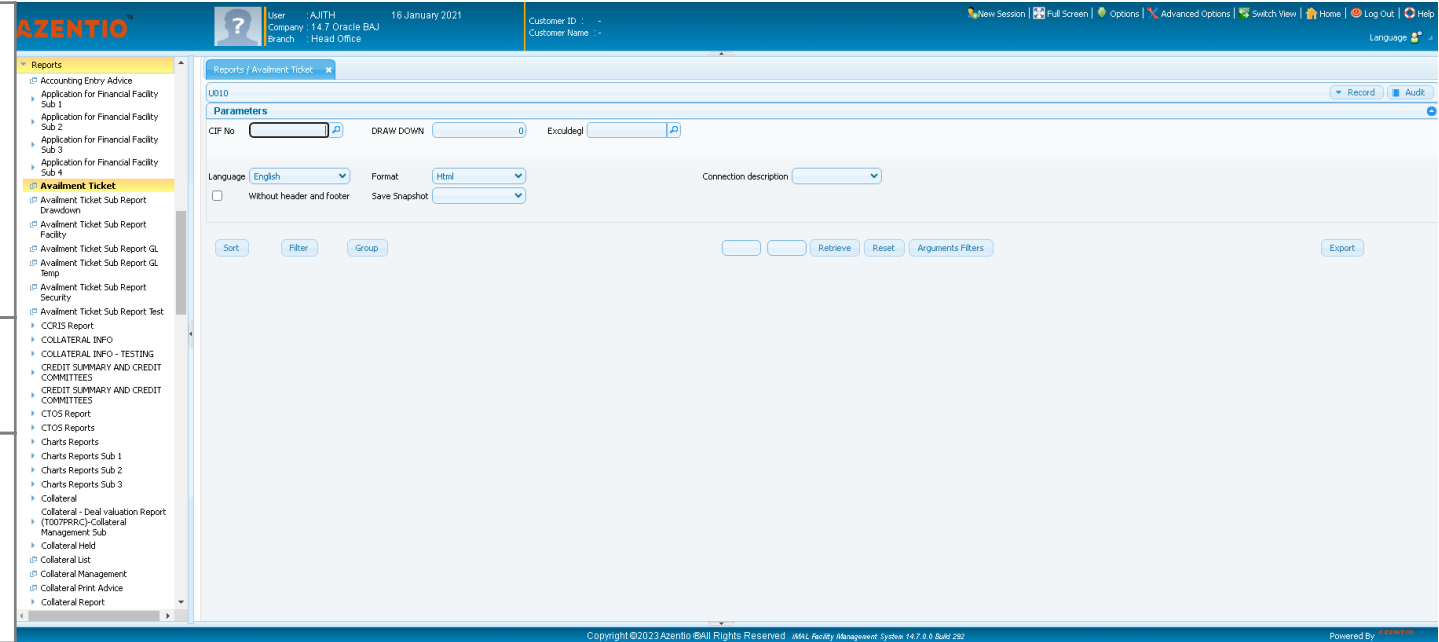 AZENTIO™
User : AJITH 16 January 2021
Company : 14.7 Oracle BAJ
Branch : Head Office
Customer ID : -
Customer Name : -
New Session | Full Screen | Options | Advanced Options | Switch View | Home | Log Out | Help
Language
Reports
Accounting Entry Advice
Application for Financial Facility
Sub 1
Application for Financial Facility
Sub 2
Application for Financial Facility
Sub 3
Application for Financial Facility
Sub 4
Availment Ticket
Availment Ticket Sub Report
Drawdown
Availment Ticket Sub Report
Facility
Availment Ticket Sub Report GL
Availment Ticket Sub Report GL
Temp
Availment Ticket Sub Report
Security
Availment Ticket Sub Report Test
CCRIS Report
COLLATERAL INFO
COLLATERAL INFO - TESTING
CREDIT SUMMARY AND CREDIT
COMMITTEES
CREDIT SUMMARY AND CREDIT
COMMITTEES
CTOS Report
CTOS Reports
Charts Reports
Charts Reports Sub 1
Charts Reports Sub 2
Charts Reports Sub 3
Collateral
Collateral - Deal valuation Report
(T007PRRC)-Collateral
Management Sub
Collateral Held
Collateral List
Collateral Management
Collateral Print Advice
Collateral Report
Reports / Availment Ticket
U010 Record Audit
Parameters
CIF No DRAW DOWN 0 Exculdegl
Language English Format Html Connection description
Without header and footer Save Snapshot
Sort Filter Group Retrieve Reset Arguments Filters Export
Copyright ©2023 Azentio ®All Rights Reserved iMAL Facility Management System 14.7.0.0 Build 292
Powered By AZENTIO